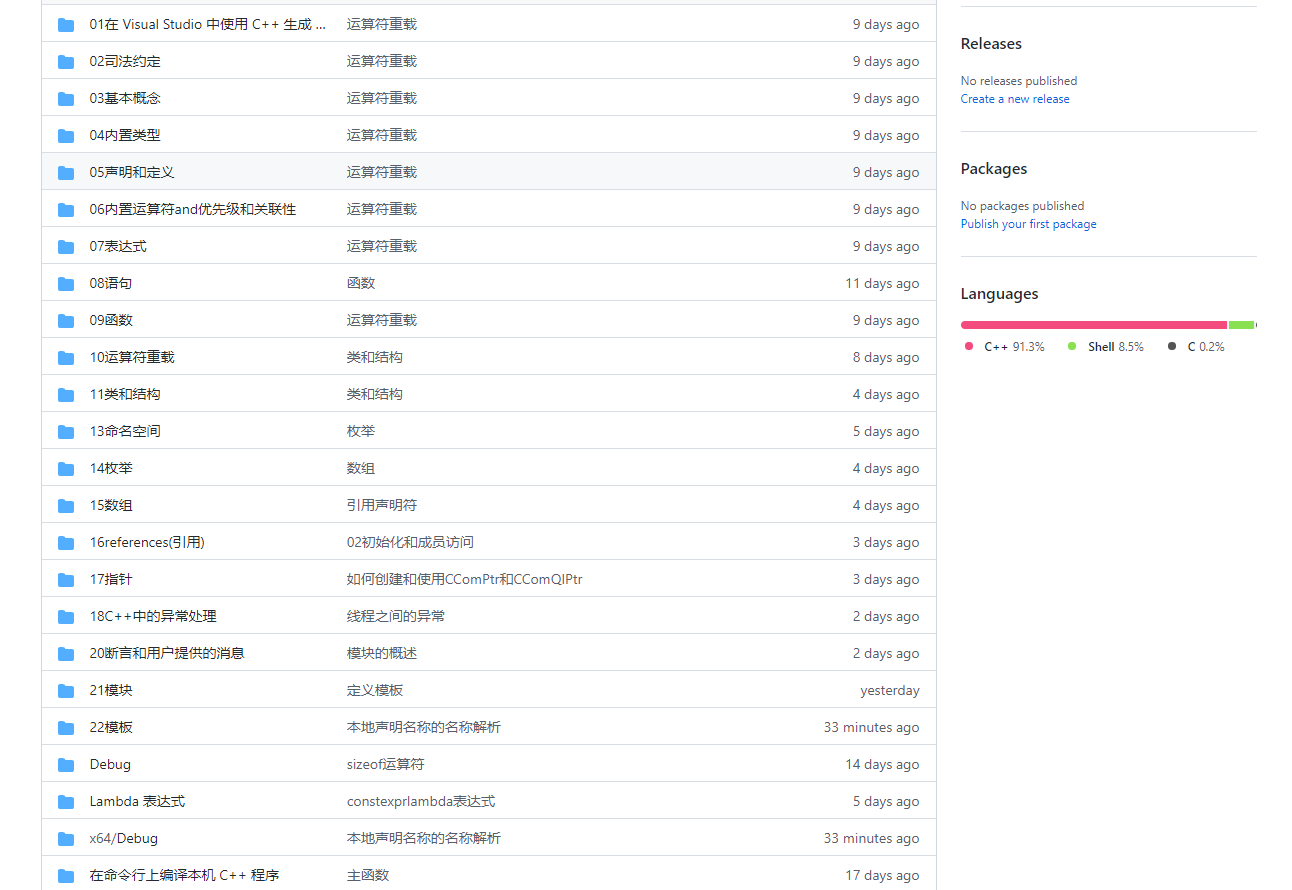 01在 Visual Studio 中使用 C++ 生成 ... 运算符重载 9 days ago
02司法约定 运算符重载 9 days ago
03基本概念 运算符重载 9 days ago
04内置类型 运算符重载 9 days ago
05声明和定义 运算符重载 9 days ago
06内置运算符and优先级和关联性 运算符重载 9 days ago
07表达式 运算符重载 9 days ago
08语句 函数 11 days ago
09函数 运算符重载 9 days ago
10运算符重载 类和结构 8 days ago
11类和结构 类和结构 4 days ago
13命名空间 枚举 5 days ago
14枚举 数组 4 days ago
15数组 引用声明符 4 days ago
16references(引用) 02初始化和成员访问 3 days ago
17指针 如何创建和使用CComPtr和CComQIPtr 3 days ago
18C++中的异常处理 线程之间的异常 2 days ago
20断言和用户提供的消息 模块的概述 2 days ago
21模块 定义模板 yesterday
22模板 本地声明名称的名称解析 33 minutes ago
Debug sizeof运算符 14 days ago
Lambda 表达式 constexprlambda表达式 5 days ago
x64/Debug 本地声明名称的名称解析 33 minutes ago
在命令行上编译本机 C++ 程序 主函数 17 days ago
Releases
No releases published
Create a new release
Packages
No packages published
Publish your first package
Languages
C++ 91.3% Shell 8.5% C 0.2%